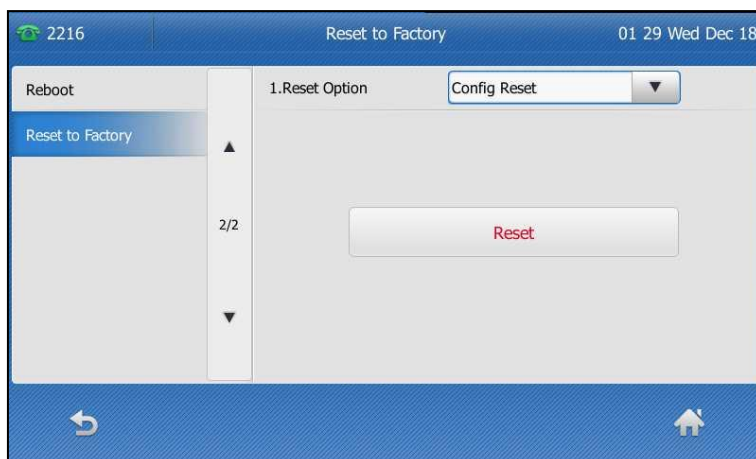 2216 Reset to Factory 01 29 Wed Dec 18
Reboot
Reset to Factory
2/2
1.Reset Option Config Reset
Reset